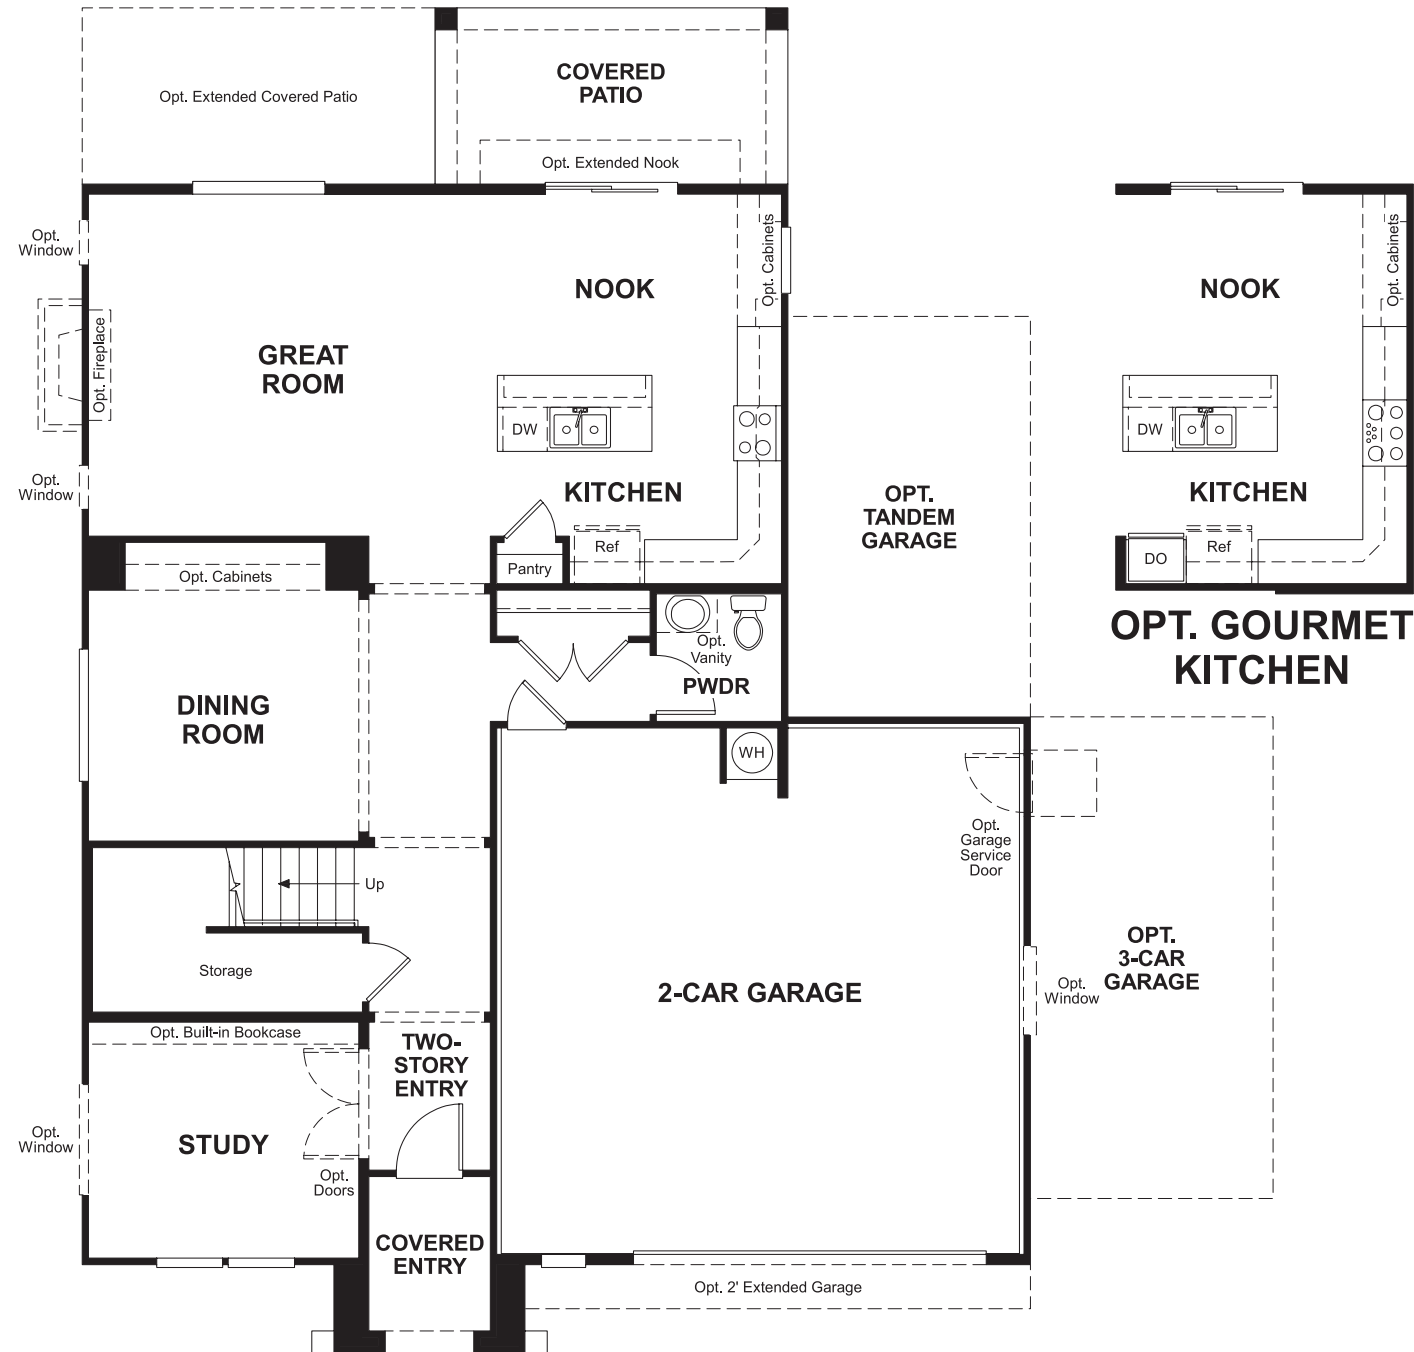 Opt. Extended Covered Patio
COVERED
PATIO
Opt. Extended Nook
Opt.
Window
Opt. Fireplace
Opt.
Window
GREAT
ROOM
NOOK
Opt. Cabinets
DW
KITCHEN
Pantry
Ref
Opt. Cabinets
NOOK
Opt. Cabinets
DW
KITCHEN
DO
Ref
OPT. GOURMET
KITCHEN
OPT.
TANDEM
GARAGE
DINING
ROOM
Opt.
Vanity
PWDR
WH
Opt.
Garage
Service
Door
Up
Storage
2-CAR GARAGE
OPT.
3-CAR
GARAGE
Opt.
Window
Opt. Built-in Bookcase
TWO-
STORY
ENTRY
Opt.
Window
STUDY
Opt.
Doors
COVERED
ENTRY
Opt. 2' Extended Garage